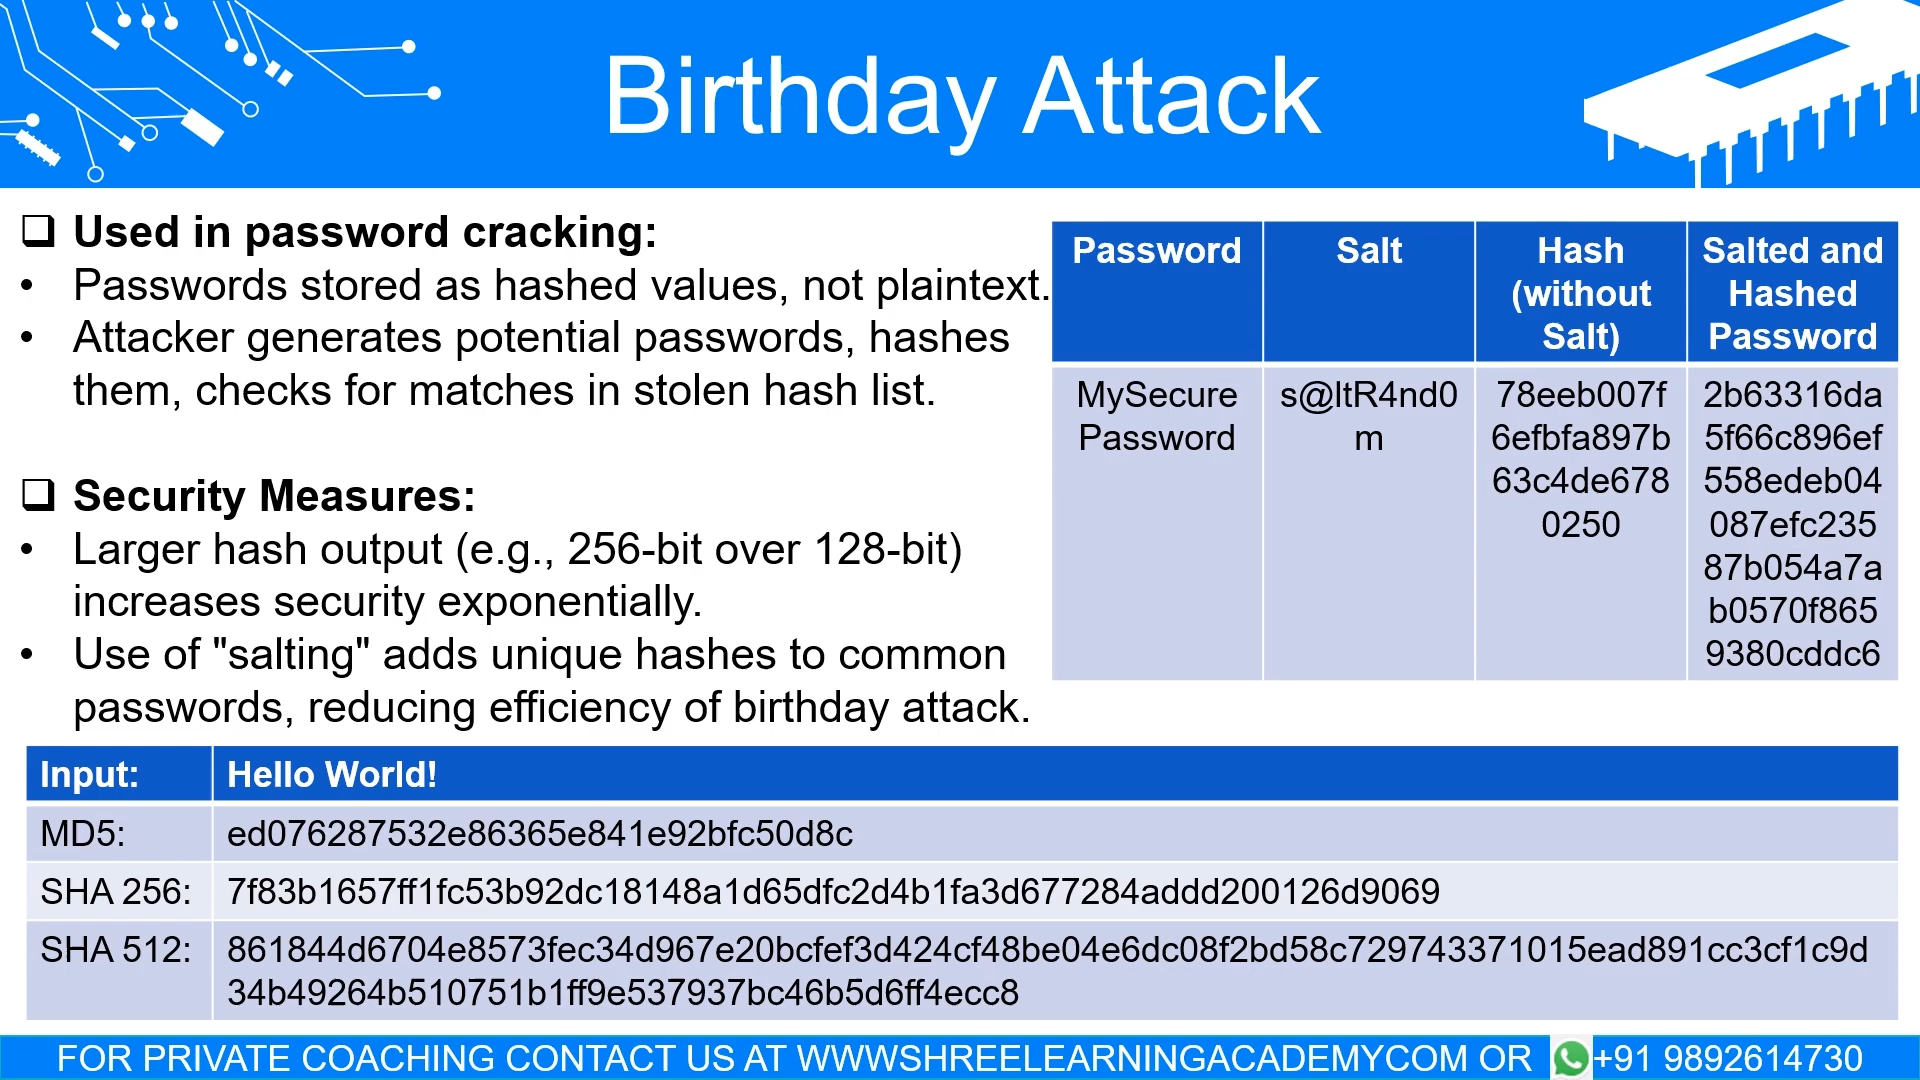 Birthday Attack
❑ Used in password cracking:
• Passwords stored as hashed values, not plaintext.
• Attacker generates potential passwords, hashes
them, checks for matches in stolen hash list.
❑ Security Measures:
• Larger hash output (e.g., 256-bit over 128-bit)
increases security exponentially.
• Use of "salting" adds unique hashes to common
passwords, reducing efficiency of birthday attack.
Password
Salt
Hash
(without
Salt)
Salted and
Hashed
Password
MySecure
Password
s@ltR4nd0
m
78eeb007f
6efbfa897b
63c4de678
0250
2b63316da
5f66c896ef
558edeb04
087efc235
87b054a7a
b0570f865
9380cddc6
Input: Hello World!
MD5: ed076287532e86365e841e92bfc50d8c
SHA 256: 7f83b1657ff1fc53b92dc18148a1d65dfc2d4b1fa3d677284addd200126d9069
SHA 512: 861844d6704e8573fec34d967e20bcfef3d424cf48be04e6dc08f2bd58c729743371015ead891cc3cf1c9d
34b49264b510751b1ff9e537937bc46b5d6ff4ecc8
FOR PRIVATE COACHING CONTACT US AT WWWSHREELEARNINGACADEMYCOM OR +91 9892614730